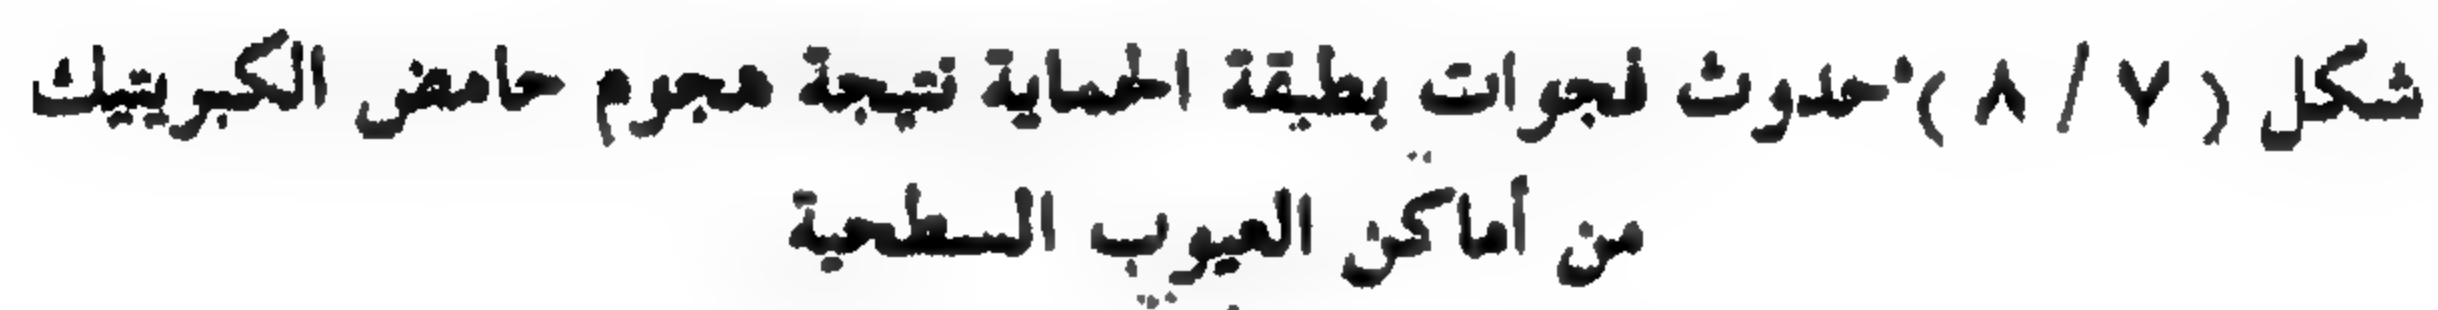 شكل ( ٧ / ٨ ) حدوث فجوات بطبقة الحماية نتيجة هجوم حامض الكبريتيك
من أماكن العيوب السطحية